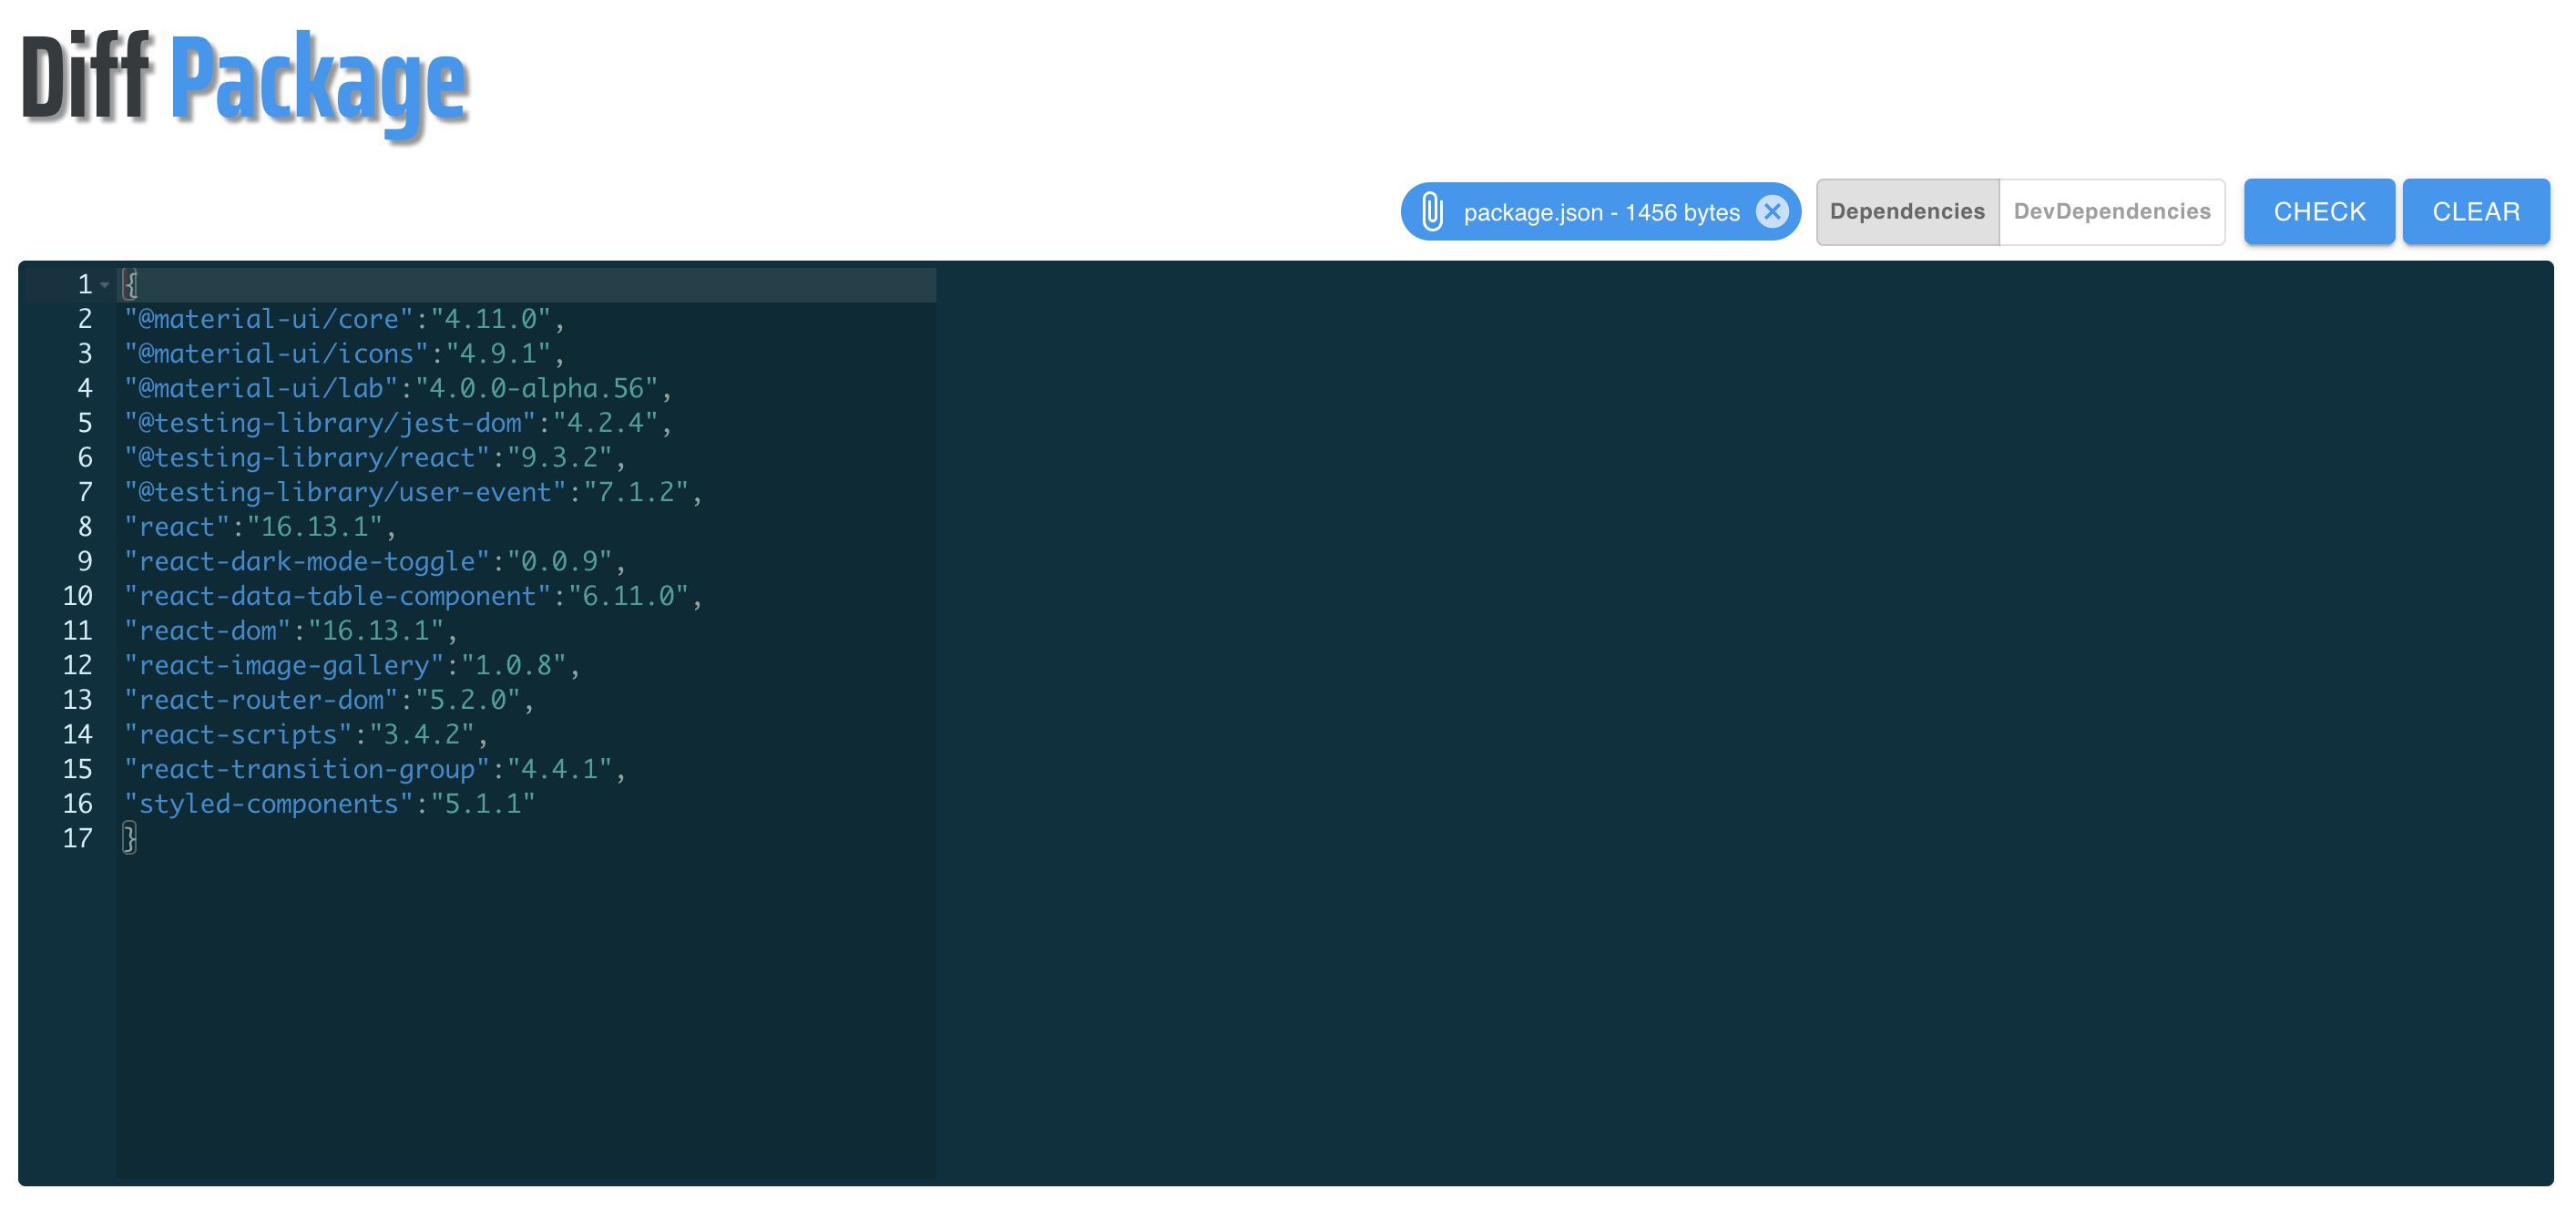 Diff Package
package.json - 1456 bytes Dependencies DevDependencies CHECK CLEAR
1 {
2 "@material-ui/core":"4.11.0",
3 "@material-ui/icons":"4.9.1",
4 "@material-ui/lab":"4.0.0-alpha.56",
5 "@testing-library/jest-dom":"4.2.4",
6 "@testing-library/react":"9.3.2",
7 "@testing-library/user-event":"7.1.2",
8 "react":"16.13.1",
9 "react-dark-mode-toggle":"0.0.9",
10 "react-data-table-component":"6.11.0",
11 "react-dom":"16.13.1",
12 "react-image-gallery":"1.0.8",
13 "react-router-dom":"5.2.0",
14 "react-scripts":"3.4.2",
15 "react-transition-group":"4.4.1",
16 "styled-components":"5.1.1"
17 }